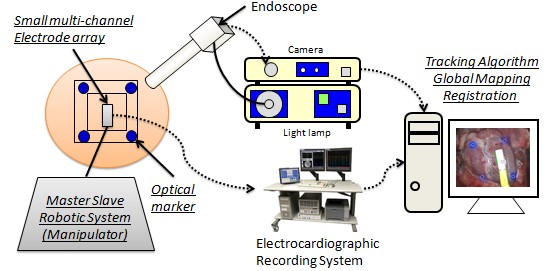 Small multi-channel
Electrode array
Endoscope
Camera
Light lamp
Tracking Algorithm
Global Mapping
Registration
Optical
marker
Master Slave
Robotic System
(Manipulator)
Electrocardiographic
Recording System